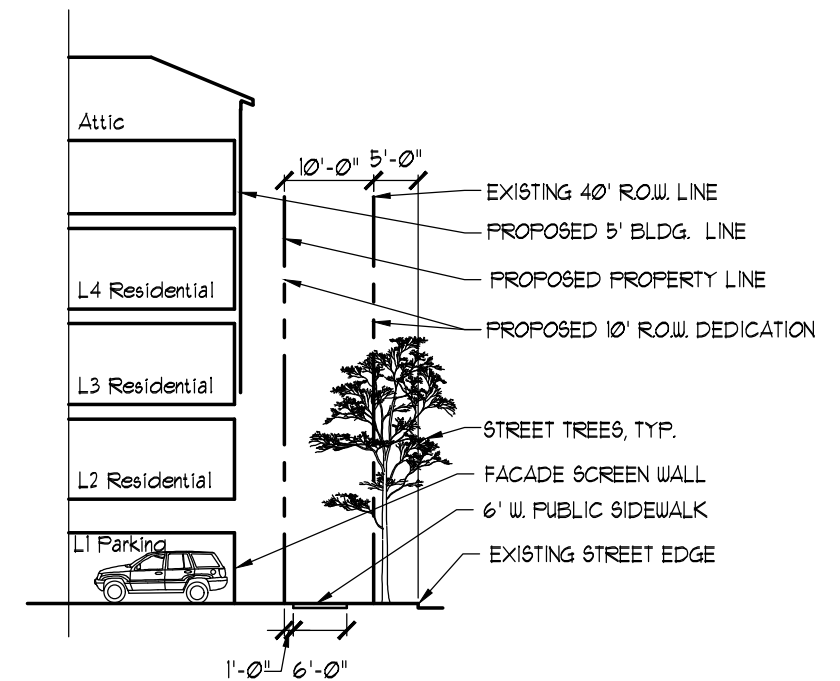 Attic
10'-0" 5'-0"
EXISTING 40' R.O.W. LINE
PROPOSED 5' BLDG. LINE
PROPOSED PROPERTY LINE
L4 Residential
PROPOSED 10' R.O.W. DEDICATION
L3 Residential
STREET TREES, TYP.
L2 Residential
FACADE SCREEN WALL
6' W. PUBLIC SIDEWALK
L1 Parking
EXISTING STREET EDGE
1'-0" 6'-0"